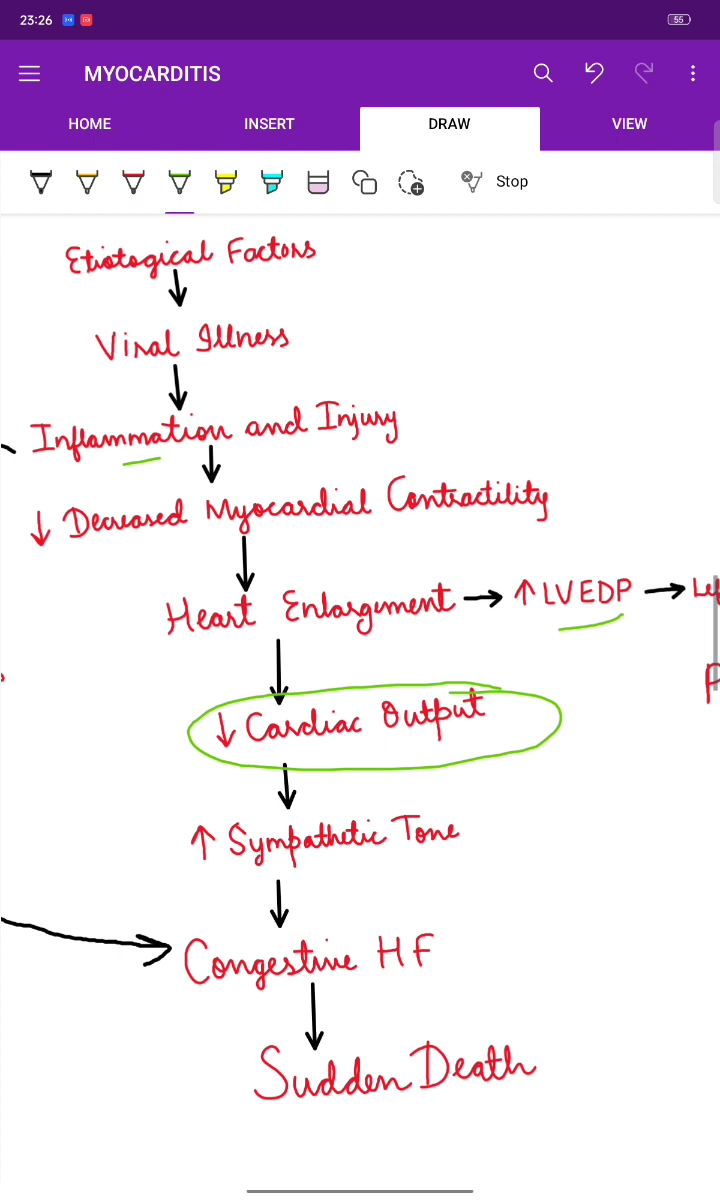 23:26
55
MYOCARDITIS
HOME INSERT DRAW VIEW
Stop
Etiological Factors
Viral Illness
Inflammation and Injury
↓ Decreased Myocardial Contractility
Heart Enlargement → ↑ LVEDP →
↓ Cardiac Output
↑ Sympathetic Tone
Congestive HF
Sudden Death